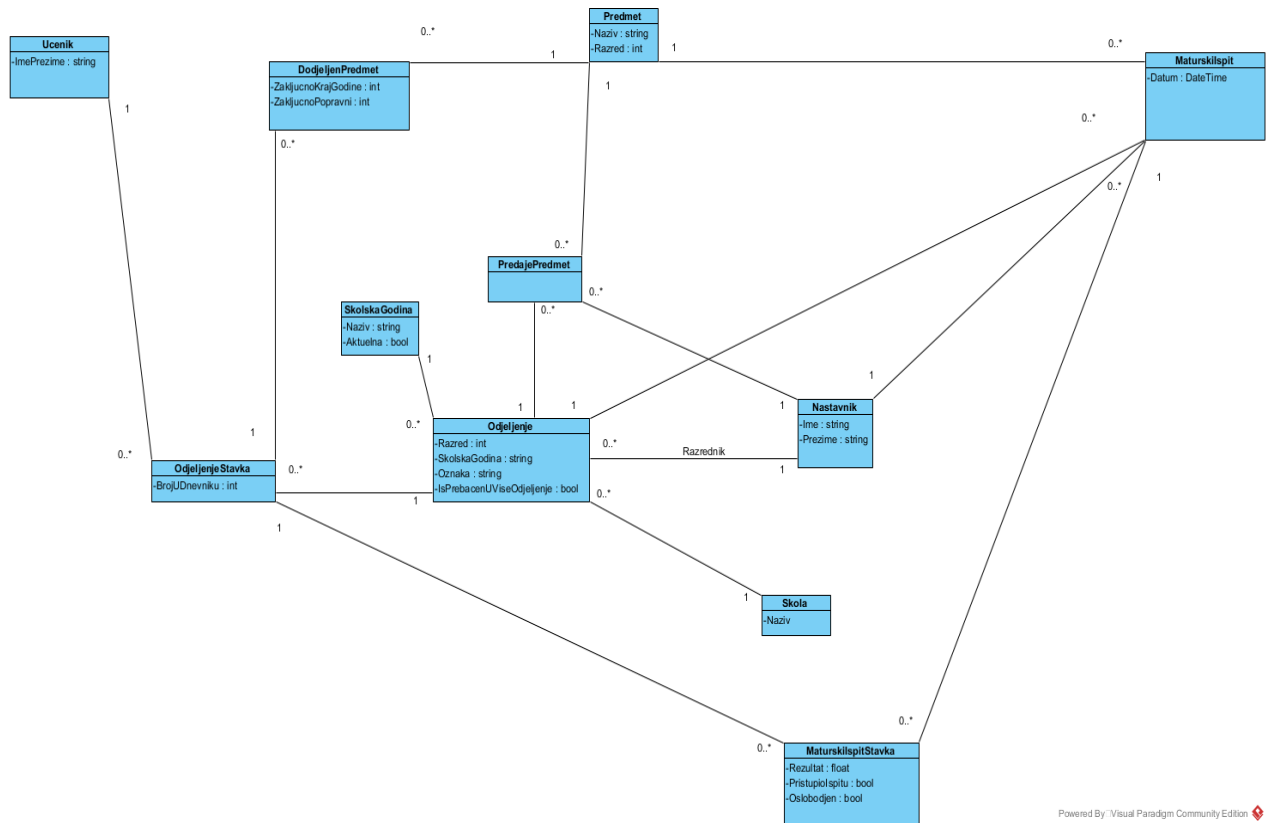 Predmet
-Naziv : string
-Razred : int
0..*
1
1
0..*
Ucenik
-ImePrezime : string
DodjeljenPredmet
-ZakljucnoKrajGodine : int
-ZakljucnoPopravni : int
MaturskiIspit
-Datum : DateTime
1
1
0..*
0..*
0..*
1
0..*
PredajePredmet
0..*
0..*
SkolskaGodina
-Naziv : string
-Aktuelna : bool
1
1
1
1
1
0..*
Odjeljenje
-Razred : int
-SkolskaGodina : string
-Oznaka : string
-IsPrebacenUViseOdjeljenje : bool
Nastavnik
-Ime : string
-Prezime : string
0..*
Razrednik
1
1
0..*
OdjeljenjeStavka
-BrojUDnevniku : int
0..*
1
0..*
1
1
Skola
-Naziv
0..*
0..*
MaturskiIspitStavka
-Rezultat : float
-PristupioIspitu : bool
-Oslobodjen : bool
Powered By Visual Paradigm Community Edition